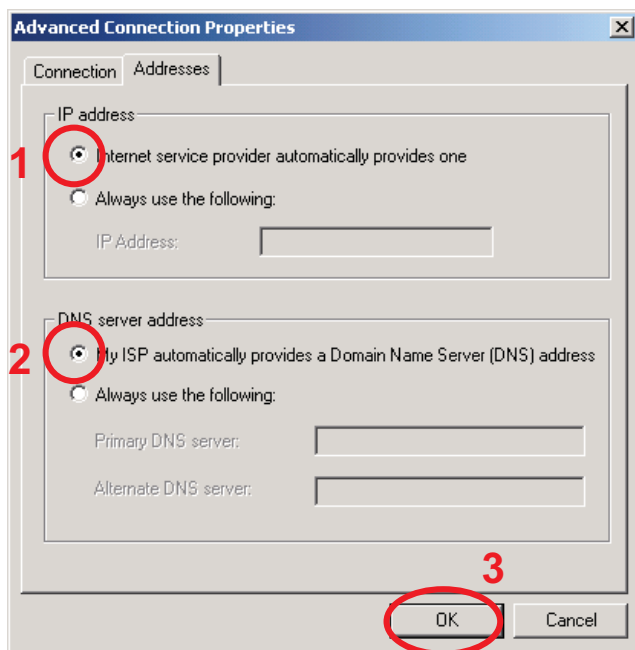 Advanced Connection Properties
Connection Addresses
IP address
1 Internet service provider automatically provides one
Always use the following:
IP Address:
DNS server address
2 My ISP automatically provides a Domain Name Server (DNS) address
Always use the following:
Primary DNS server:
Alternate DNS server:
3
OK Cancel